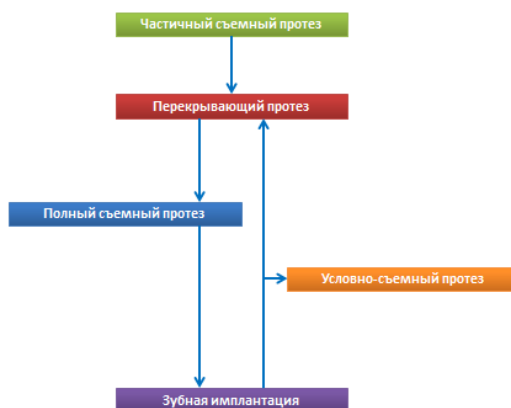 Частичный съемный протез
Перекрывающий протез
Полный съемный протез
Условно-съемный протез
Зубная имплантация